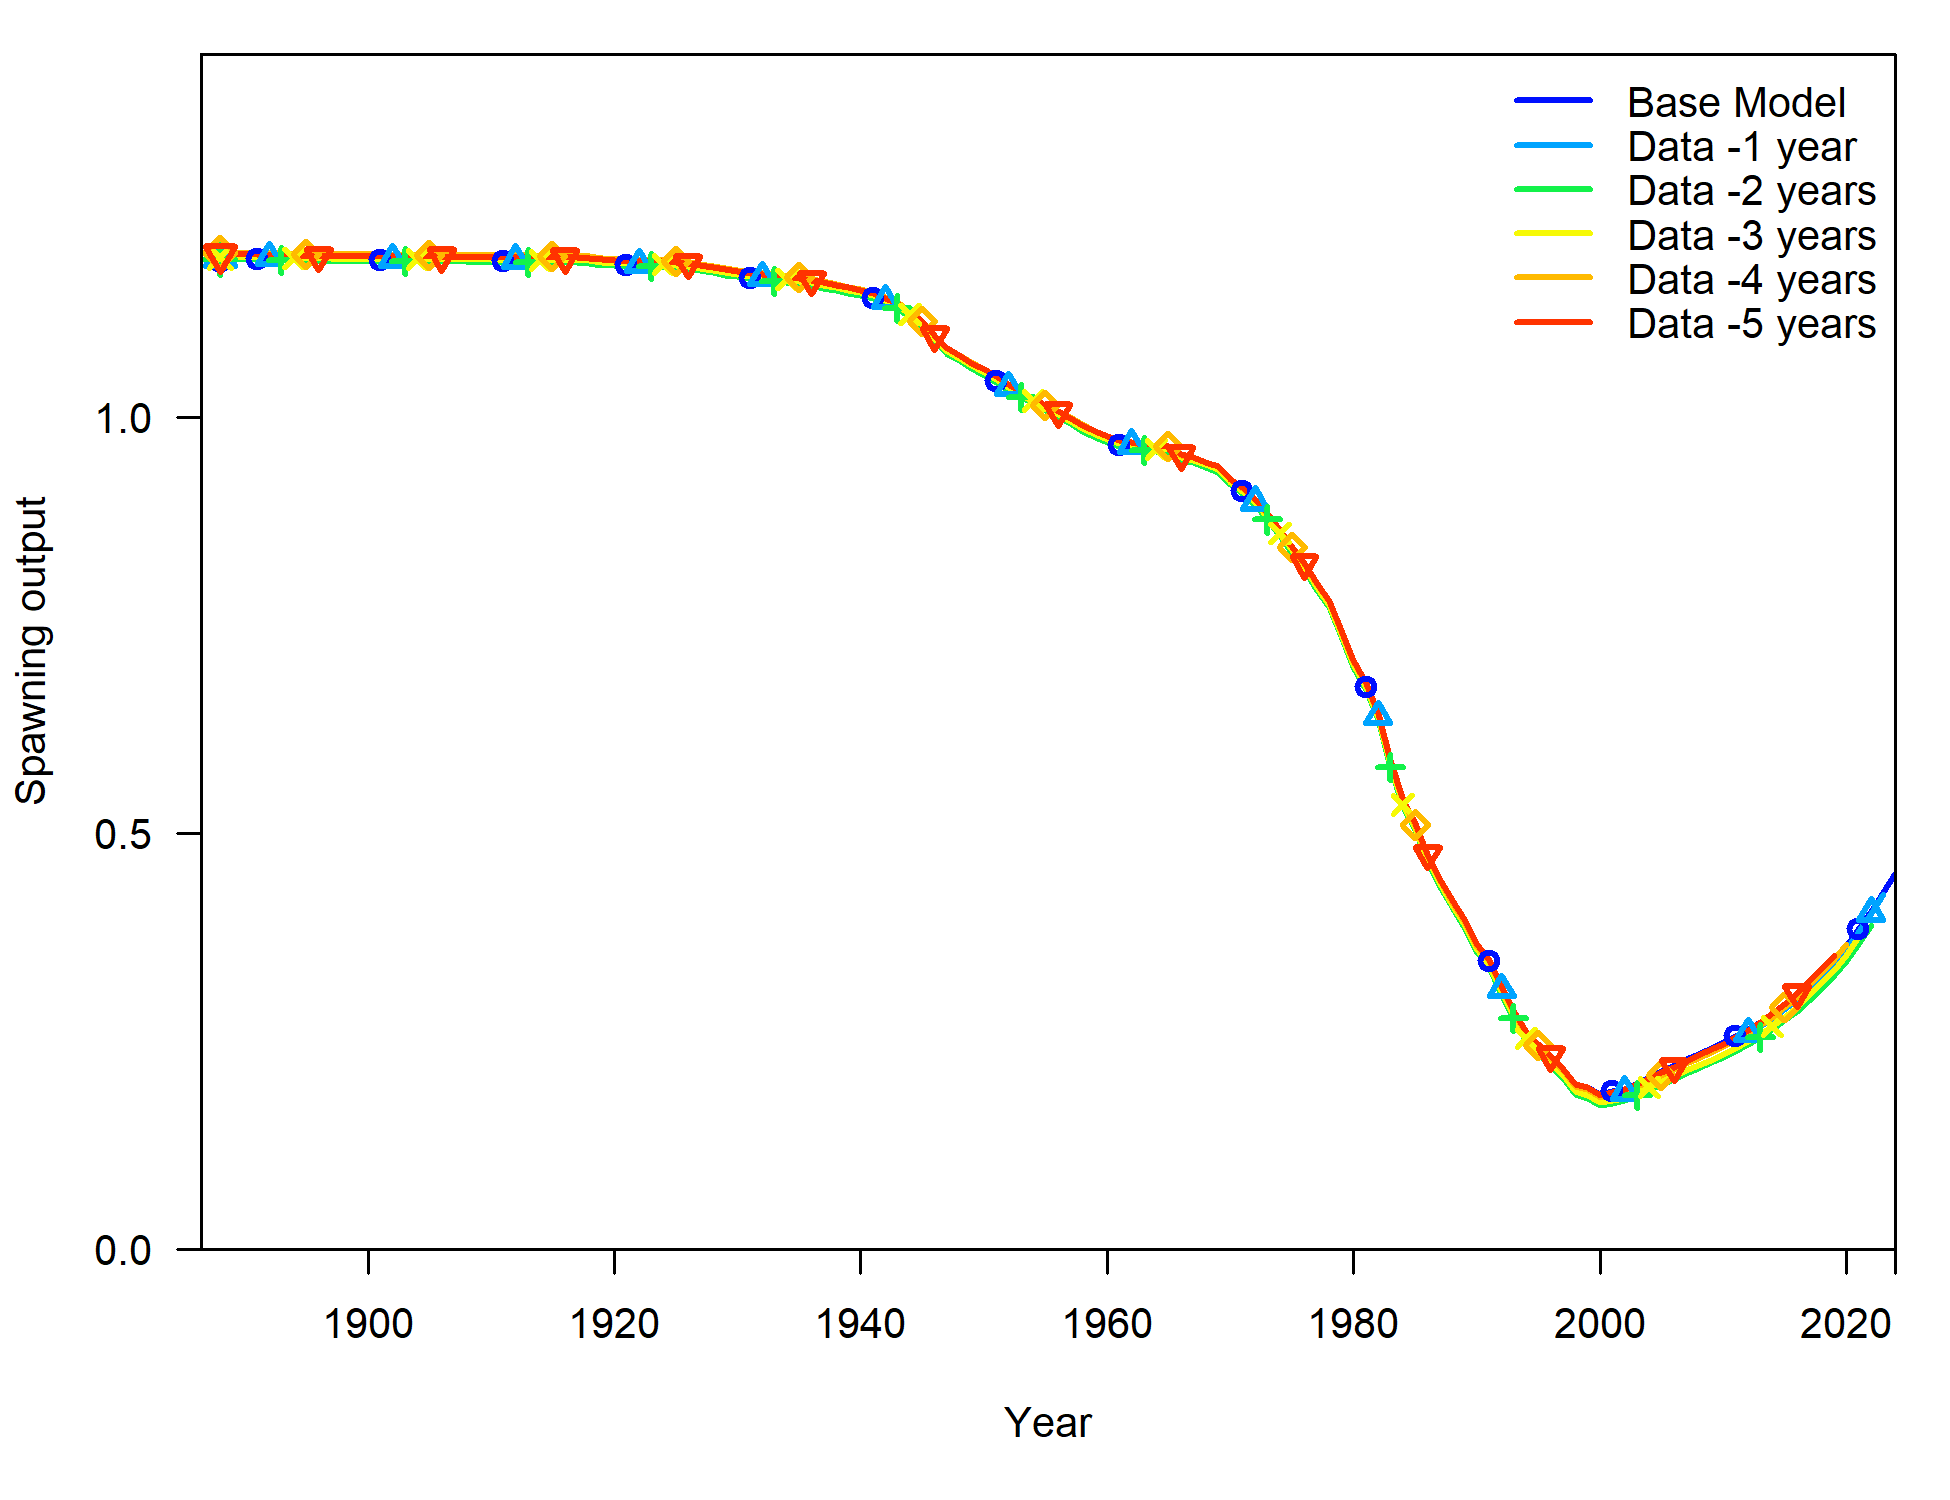 Base Model
Data -1 year
Data -2 years
Data -3 years
Data -4 years
Data -5 years
Spawning output
1.0
0.5
0.0
1900 1920 1940 1960 1980 2000 2020
Year